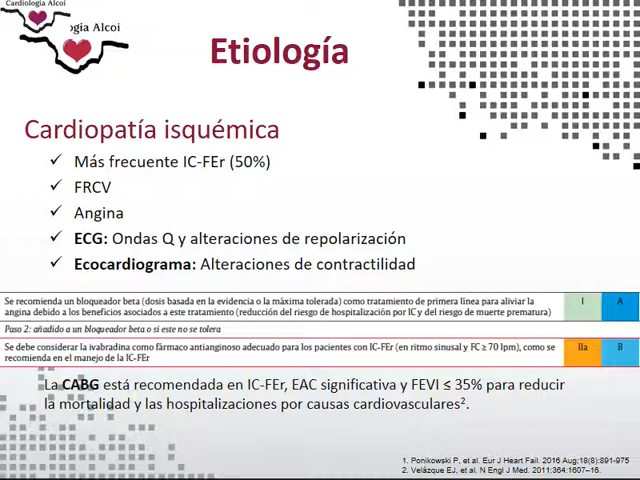 Cardiología Alcoi
ogía Alcoi
Etiología
Cardiopatía isquémica
✓ Más frecuente IC-FEr (50%)
✓ FRCV
✓ Angina
✓ ECG: Ondas Q y alteraciones de repolarización
✓ Ecocardiograma: Alteraciones de contractilidad
Se recomienda un bloqueador beta (dosis basada en la evidencia o la máxima tolerada) como tratamiento de primera línea para aliviar la I A
angina debido a los beneficios asociados a este tratamiento (reducción del riesgo de hospitalización por IC y del riesgo de muerte prematura)
Paso 2: añadido a un bloqueador beta o si este no se tolera
Se debe considerar la ivabradina como fármaco antianginoso adecuado para los pacientes con IC-FEr (en ritmo sinusal y FC ≥ 70 lpm), como se IIa B
recomienda en el manejo de la IC-FEr
La CABG está recomendada en IC-FEr, EAC significativa y FEVI ≤ 35% para reducir
la mortalidad y las hospitalizaciones por causas cardiovasculares².
1. Ponikowski P, et al. Eur J Heart Fail. 2016 Aug;18(8):891-975
2. Velázque EJ, et al. N Engl J Med. 2011;364:1607–16.